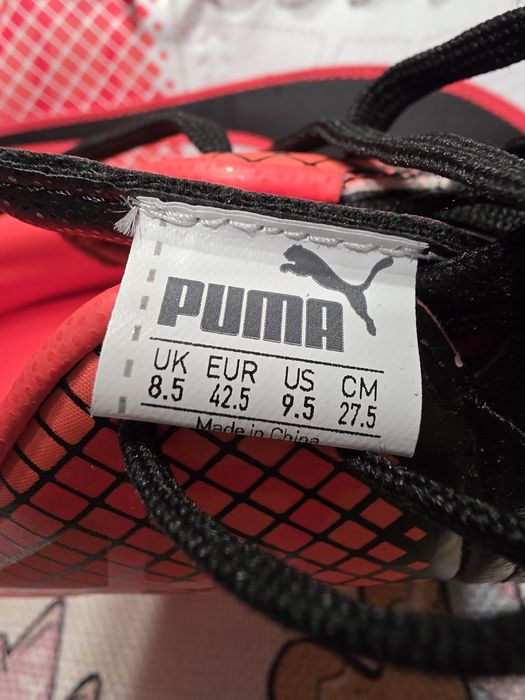 PUMA
UK EUR US CM
8.5 42.5 9.5 27.5
Made in China